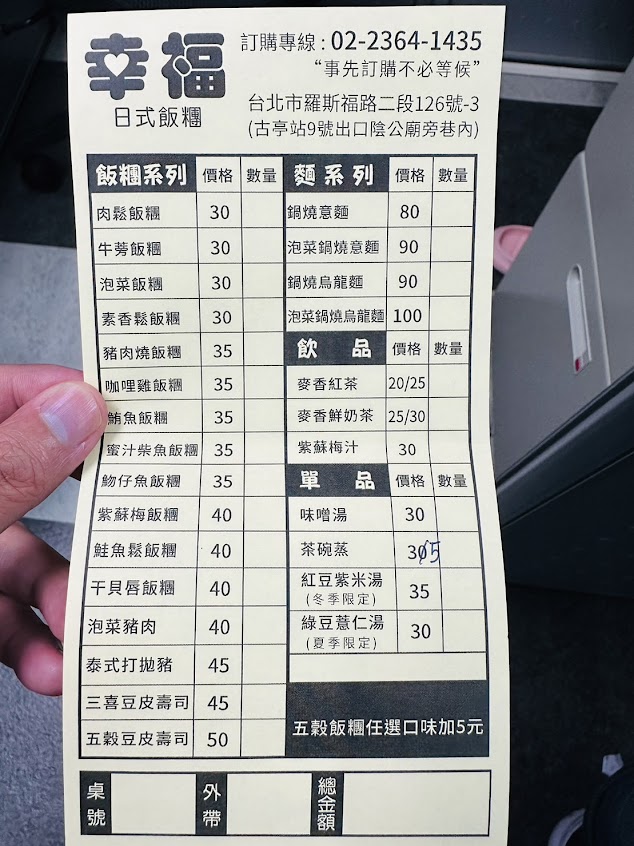 幸福
日式飯糰
訂購專線：02-2364-1435
“事先訂購不必等候”
台北市羅斯福路二段126號-3
(古亭站9號出口陰公廟旁巷內)
飯糰系列 價格 數量
肉鬆飯糰 30
牛蒡飯糰 30
泡菜飯糰 30
素香鬆飯糰 30
豬肉燒飯糰 35
咖哩雞飯糰 35
鮪魚飯糰 35
蜜汁柴魚飯糰 35
魩仔魚飯糰 35
紫蘇梅飯糰 40
鮭魚鬆飯糰 40
干貝唇飯糰 40
泡菜豬肉 40
泰式打拋豬 45
三喜豆皮壽司 45
五穀豆皮壽司 50
麵系列 價格 數量
鍋燒意麵 80
泡菜鍋燒意麵 90
鍋燒烏龍麵 90
泡菜鍋燒烏龍麵 100
飲品 價格 數量
麥香紅茶 20/25
麥香鮮奶茶 25/30
紫蘇梅汁 30
單品 價格 數量
味噌湯 30
茶碗蒸 305
紅豆紫米湯 35
(冬季限定)
綠豆薏仁湯 30
(夏季限定)
五穀飯糰任選口味加5元
桌號 外帶 總金額